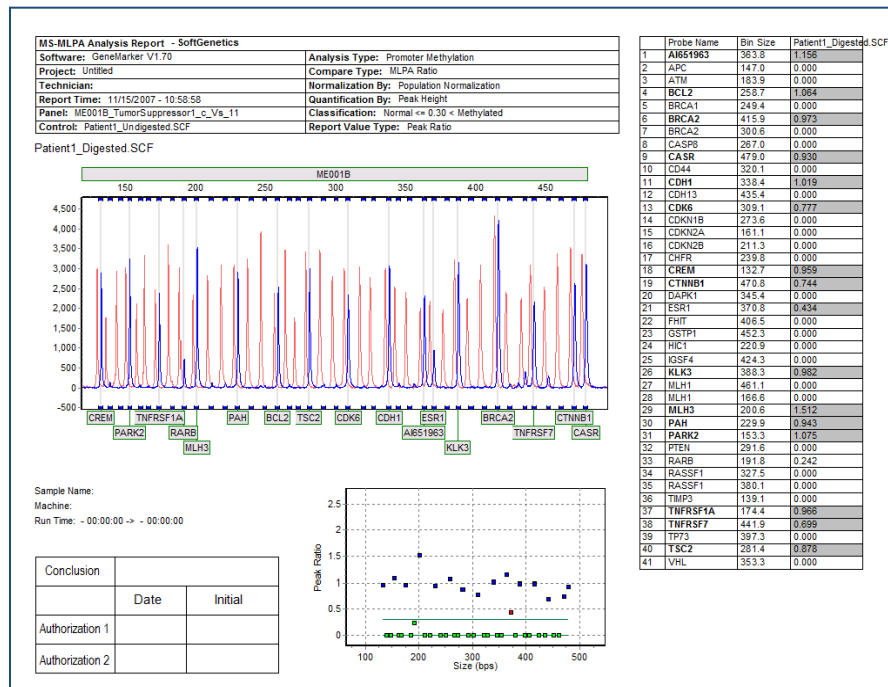 MS-MLPA Analysis Report - SoftGenetics
Software: GeneMarker V1.70 Analysis Type: Promoter Methylation
Project: Untitled Compare Type: MLPA Ratio
Technician: Normalization By: Population Normalization
Report Time: 11/15/2007 - 10:58:58 Quantification By: Peak Height
Panel: ME001B_TumorSuppressor1_c_Vs_11 Classification: Normal <= 0.30 < Methylated
Control: Patient1_Undigested.SCF Report Value Type: Peak Ratio
Patient1_Digested.SCF
ME001B
150 200 250 300 350 400 450
4,500
4,000
3,500
3,000
2,500
2,000
1,500
1,000
500
0
-500
CREM TNFRSF1A PAH BCL2 TSC2 CDK6 CDH1 ESR1 BRCA2 CTNNB1
PARK2 RARB AI651963 TNFRSF7 CASR
MLH3 KLK3
Sample Name:
Machine:
Run Time: - 00:00:00 -> - 00:00:00
Conclusion
Date Initial
Authorization 1
Authorization 2
Peak Ratio
2.5
2
1.5
1
0.5
0
100 200 300 400 500
Size (bps)
Probe Name Bin Size Patient1_Digested.SCF
1 AI651963 363.8 1.156
2 APC 147.0 0.000
3 ATM 183.9 0.000
4 BCL2 258.7 1.064
5 BRCA1 249.4 0.000
6 BRCA2 415.9 0.973
7 BRCA2 300.6 0.000
8 CASP8 267.0 0.000
9 CASR 479.0 0.930
10 CD44 320.1 0.000
11 CDH1 338.4 1.019
12 CDH13 435.4 0.000
13 CDK6 309.1 0.777
14 CDKN1B 273.6 0.000
15 CDKN2A 161.1 0.000
16 CDKN2B 211.3 0.000
17 CHFR 239.8 0.000
18 CREM 132.7 0.959
19 CTNNB1 470.8 0.744
20 DAPK1 345.4 0.000
21 ESR1 370.8 0.434
22 FHIT 406.5 0.000
23 GSTP1 452.3 0.000
24 HIC1 220.9 0.000
25 IGSF4 424.3 0.000
26 KLK3 388.3 0.982
27 MLH1 461.1 0.000
28 MLH1 166.6 0.000
29 MLH3 200.6 1.512
30 PAH 229.9 0.943
31 PARK2 153.3 1.075
32 PTEN 291.6 0.000
33 RARB 191.8 0.242
34 RASSF1 327.5 0.000
35 RASSF1 380.1 0.000
36 TIMP3 139.1 0.000
37 TNFRSF1A 174.4 0.966
38 TNFRSF7 441.9 0.699
39 TP73 397.3 0.000
40 TSC2 281.4 0.878
41 VHL 353.3 0.000